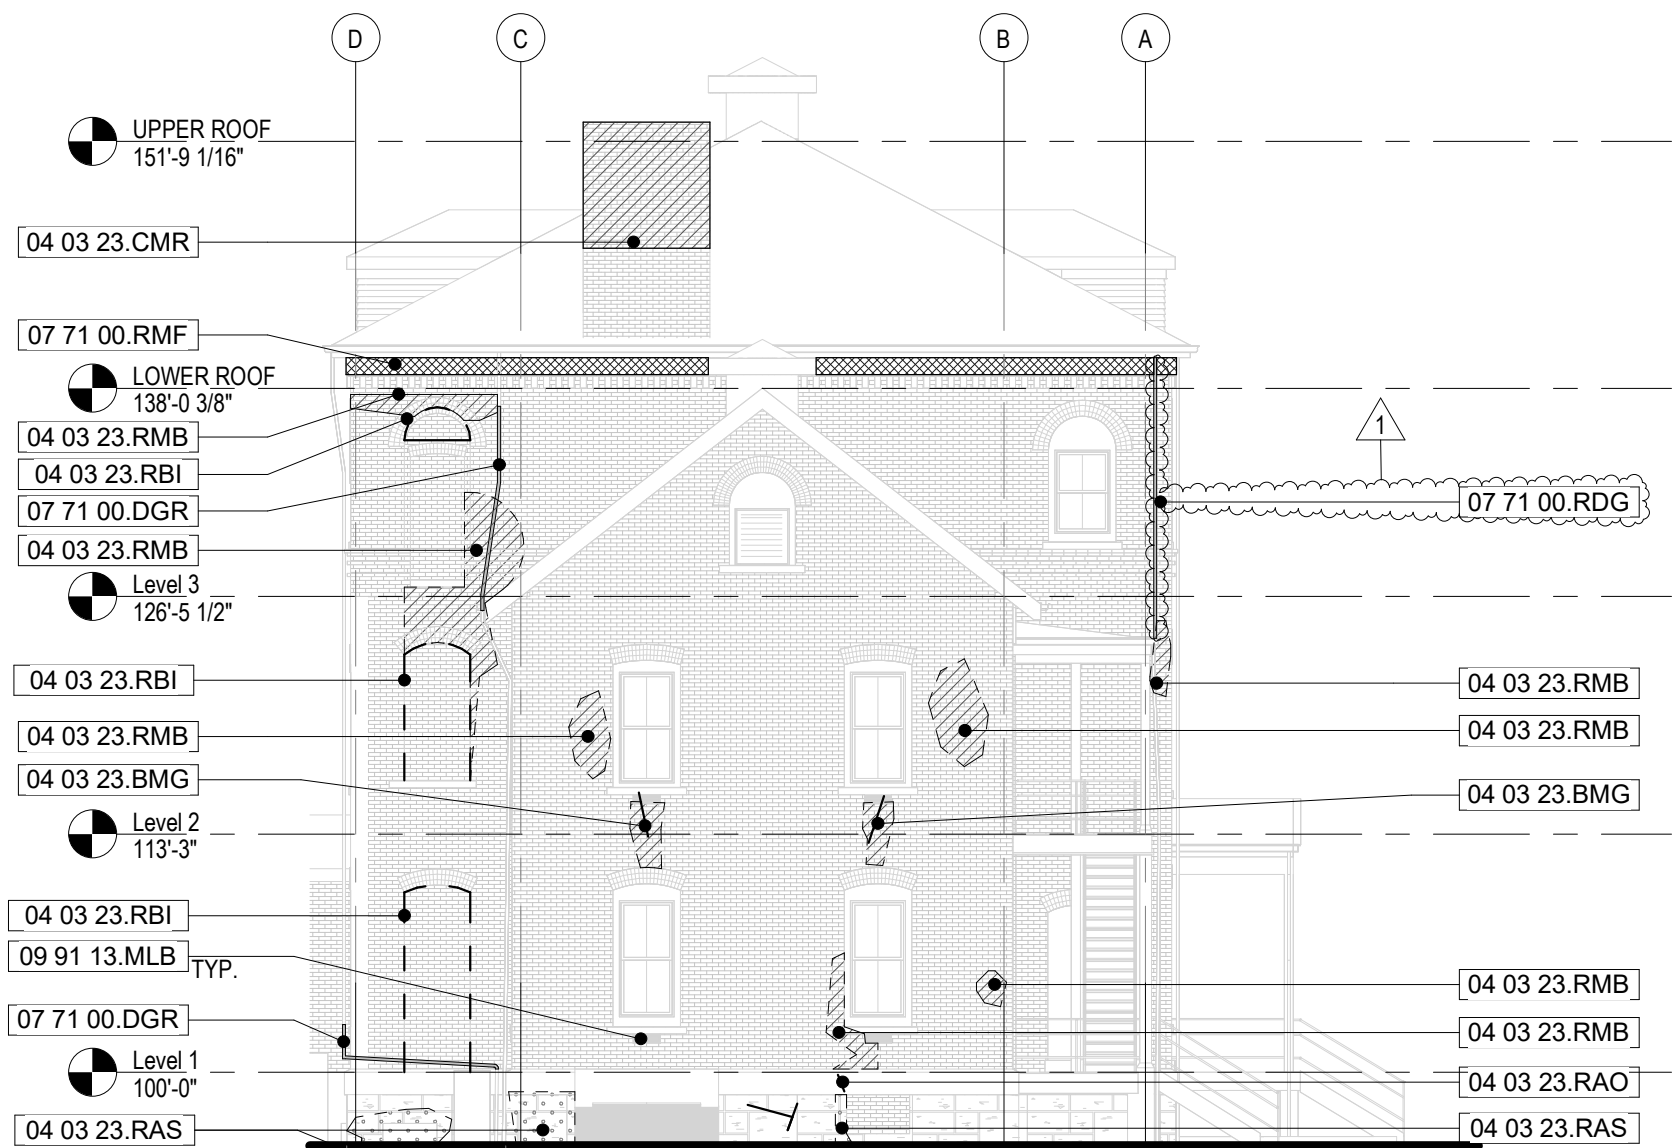 D
C
B
A
UPPER ROOF
151'-9 1/16"
04 03 23.CMR
07 71 00.RMF
LOWER ROOF
138'-0 3/8"
04 03 23.RMB
04 03 23.RBI
07 71 00.DGR
04 03 23.RMB
Level 3
126'-5 1/2"
04 03 23.RBI
04 03 23.RMB
04 03 23.BMG
Level 2
113'-3"
04 03 23.RBI
09 91 13.MLB
TYP.
07 71 00.DGR
Level 1
100'-0"
04 03 23.RAS
1
07 71 00.RDG
04 03 23.RMB
04 03 23.RMB
04 03 23.BMG
04 03 23.RMB
04 03 23.RMB
04 03 23.RAO
04 03 23.RAS